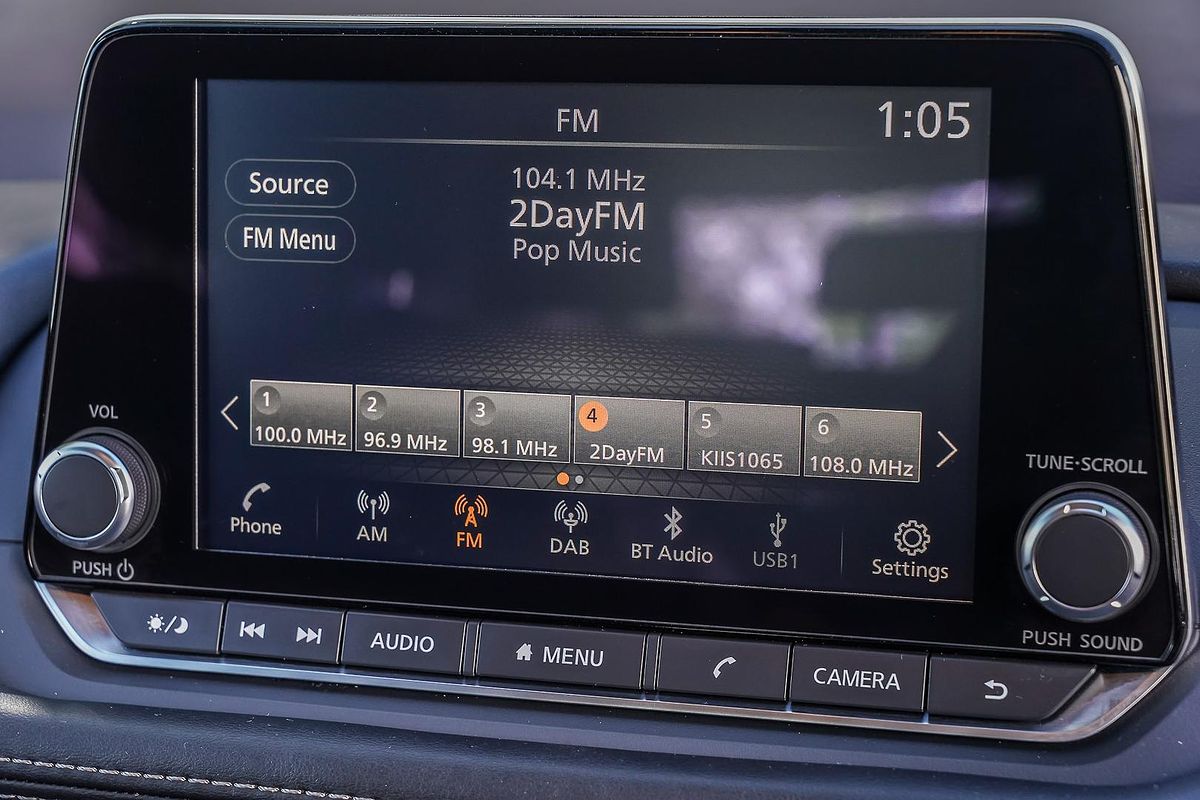 FM
1:05
Source
104.1 MHz
2DayFM
FM Menu
Pop Music
1
2
3
4
5
6
100.0 MHz
96.9 MHz
98.1 MHz
2DayFM
KIIS1065
108.0 MHz
VOL
TUNE·SCROLL
Phone
AM
FM
DAB
BT Audio
USB1
Settings
PUSH
PUSH SOUND
AUDIO
MENU
CAMERA